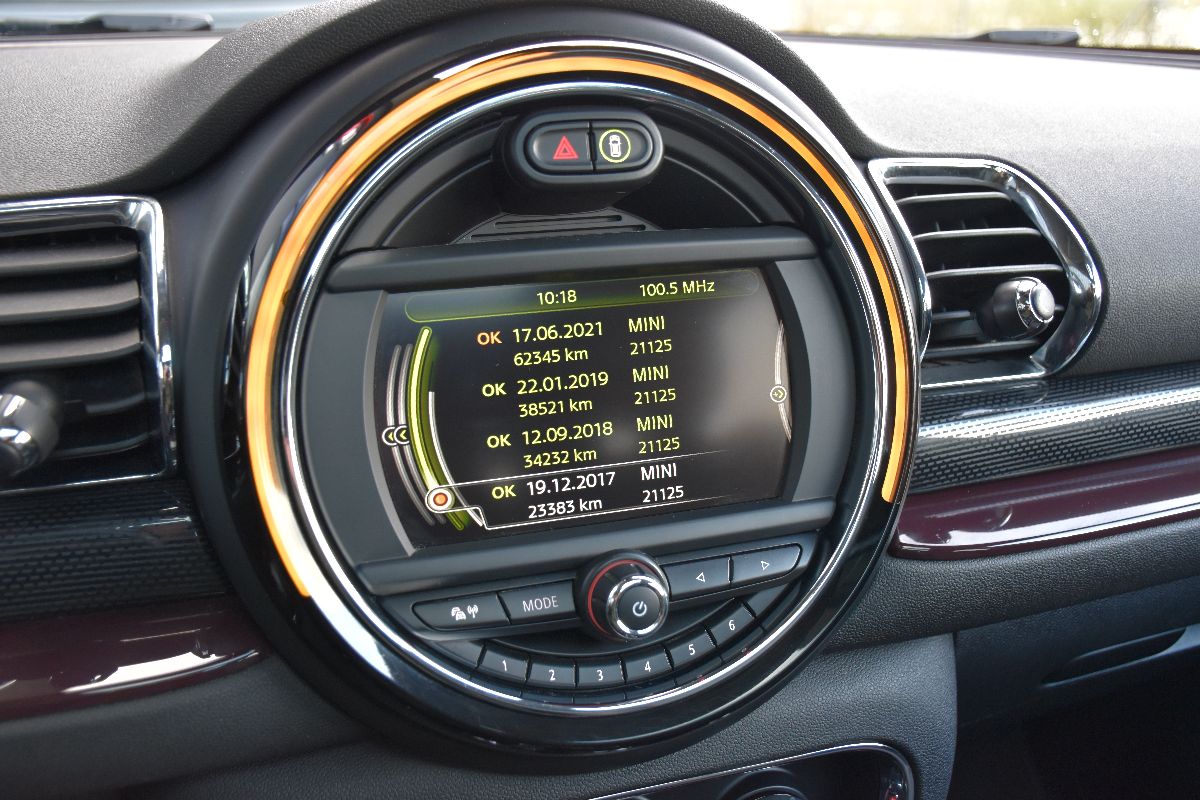 10:18 100.5 MHz
OK 17.06.2021 MINI
62345 km 21125
OK 22.01.2019 MINI
38521 km 21125
OK 12.09.2018 MINI
34232 km 21125
OK 19.12.2017 MINI
23383 km 21125
MODE
1 2 3 4 5 6